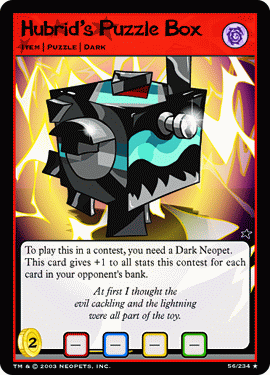 Hubrid's Puzzle Box
Item | Puzzle | Dark
To play this in a contest, you need a Dark Neopet.
This card gives +1 to all stats this contest for each
card in your opponent's bank.
At first I thought the
evil cackling and the lightning
were all part of the toy.
2
— — — —
TM & © 2003 NEOPETS, INC.
56/234 ★